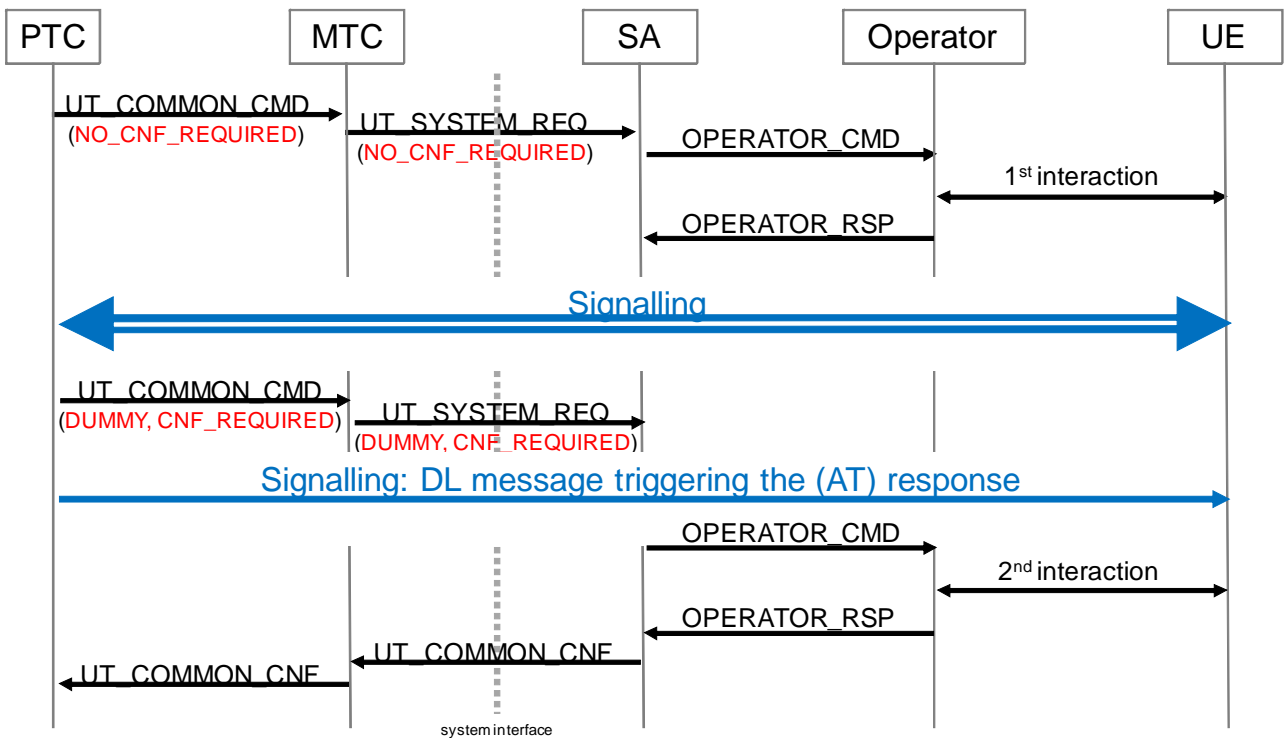 PTC
MTC
SA
Operator
UE
UT_COMMON_CMD
(NO_CNF_REQUIRED)
UT_SYSTEM_REQ
(NO_CNF_REQUIRED)
OPERATOR_CMD
1st interaction
OPERATOR_RSP
Signalling
UT_COMMON_CMD
(DUMMY, CNF_REQUIRED)
UT_SYSTEM_REQ
(DUMMY, CNF_REQUIRED)
Signalling: DL message triggering the (AT) response
OPERATOR_CMD
2nd interaction
OPERATOR_RSP
UT_COMMON_CNF
UT_COMMON_CNF
system interface